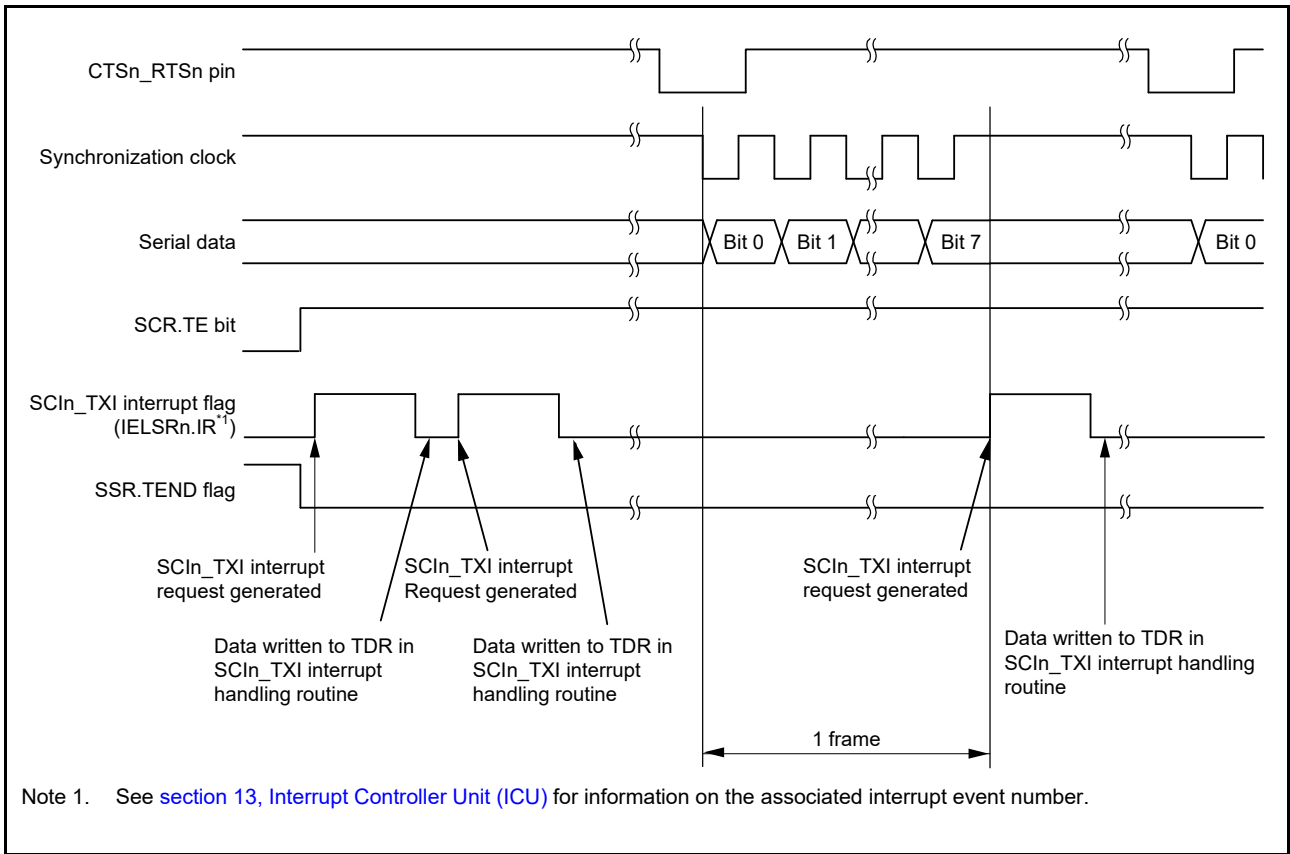 CTSn_RTSn pin
Synchronization clock
Serial data
Bit 0 Bit 1 Bit 7 Bit 0
SCR.TE bit
SCIn_TXI interrupt flag
(IELSRn.IR*1)
SSR.TEND flag
SCIn_TXI interrupt
request generated
SCIn_TXI interrupt
Request generated
SCIn_TXI interrupt
request generated
Data written to TDR in
SCIn_TXI interrupt
handling routine
Data written to TDR in
SCIn_TXI interrupt
handling routine
Data written to TDR in
SCIn_TXI interrupt handling
routine
1 frame
Note 1. See section 13, Interrupt Controller Unit (ICU) for information on the associated interrupt event number.